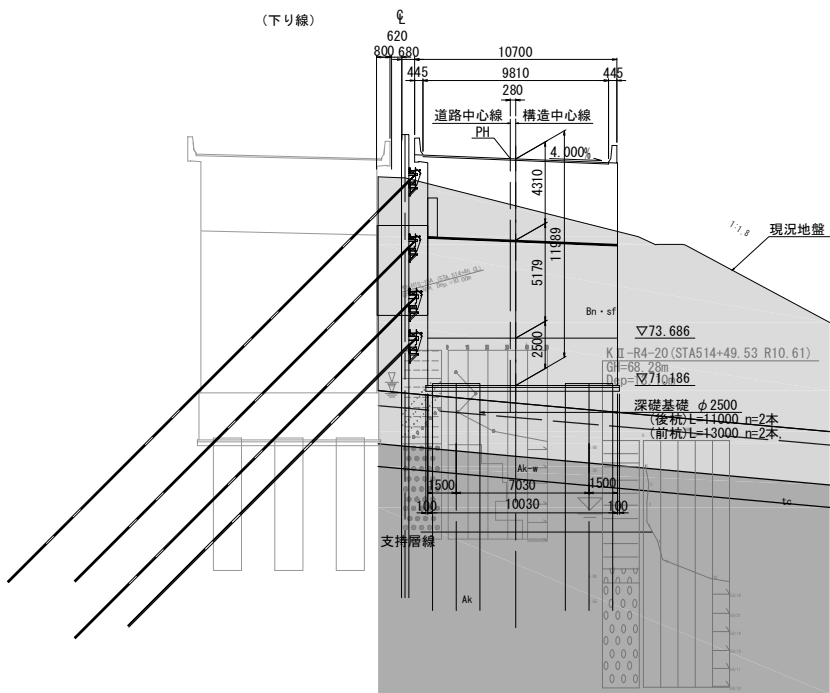 (下り線)
℄
620
800 680
10700
445
9810
445
280
道路中心線
構造中心線
PH
4.000%
4310
11989
5179
2500
1:1.8
現況地盤
Bn・sf
▽73.686
KⅡ-R4-20(STA514+49.53 R10.61)
GH=68.28m
▽71.186
深礎基礎 φ2500
(後杭)L=11000 n=2本
(前杭)L=13000 n=2本
Ak-w
1500
7030
1500
100
10030
100
tc
支持層線
Ak